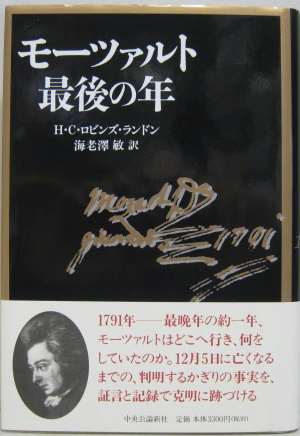 モーツァルト
最後の年
H・C・ロビンズ・ランドン
海老澤 敏 訳
1791
1791年——最晩年の約一年、
モーツァルトはどこへ行き、何を
していたのか。12月5日に亡くなる
までの、判明するかぎりの事実を、
証言と記録で克明に跡づける
中央公論新社 定価 本体3300円(税別)